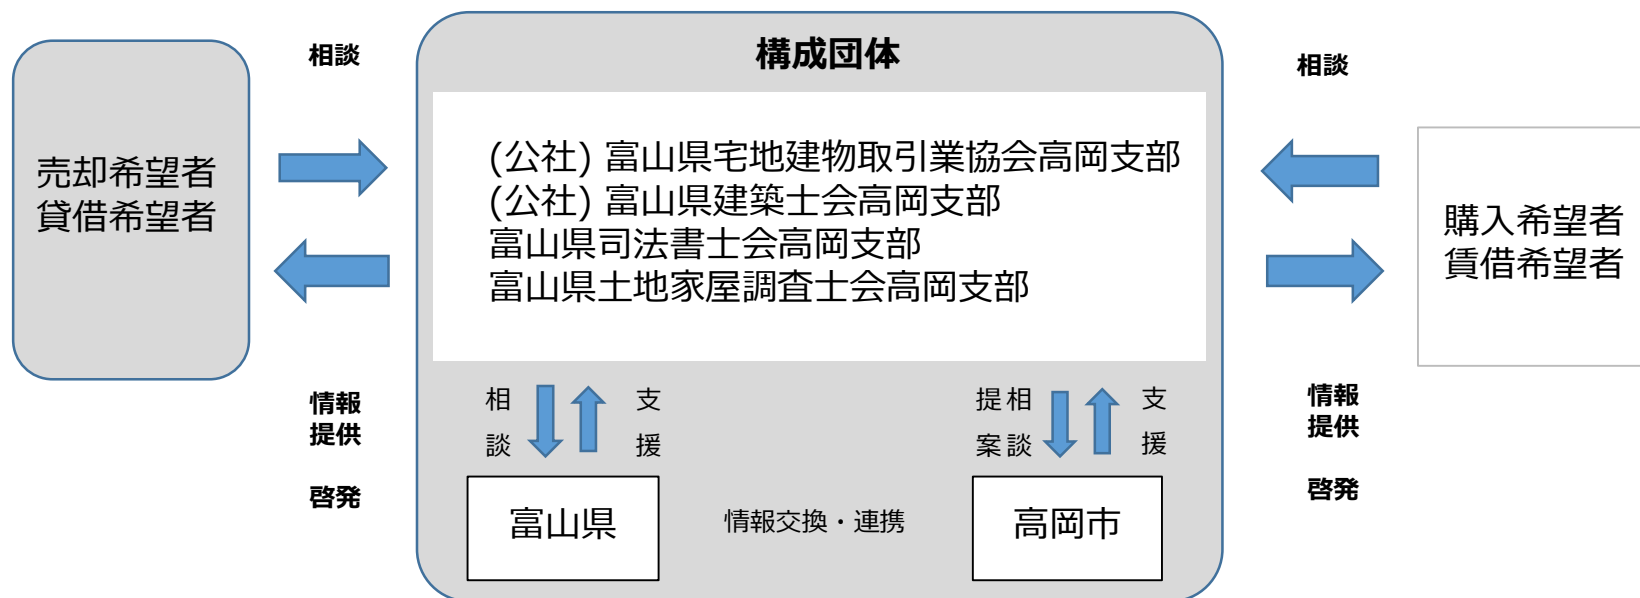 構成団体
相談
売却希望者
貸借希望者
情報
提供
啓発
(公社) 富山県宅地建物取引業協会高岡支部
(公社) 富山県建築士会高岡支部
富山県司法書士会高岡支部
富山県土地家屋調査士会高岡支部
相談
支援
提案
相談
支援
富山県
情報交換・連携
高岡市
相談
購入希望者
賃借希望者
情報
提供
啓発